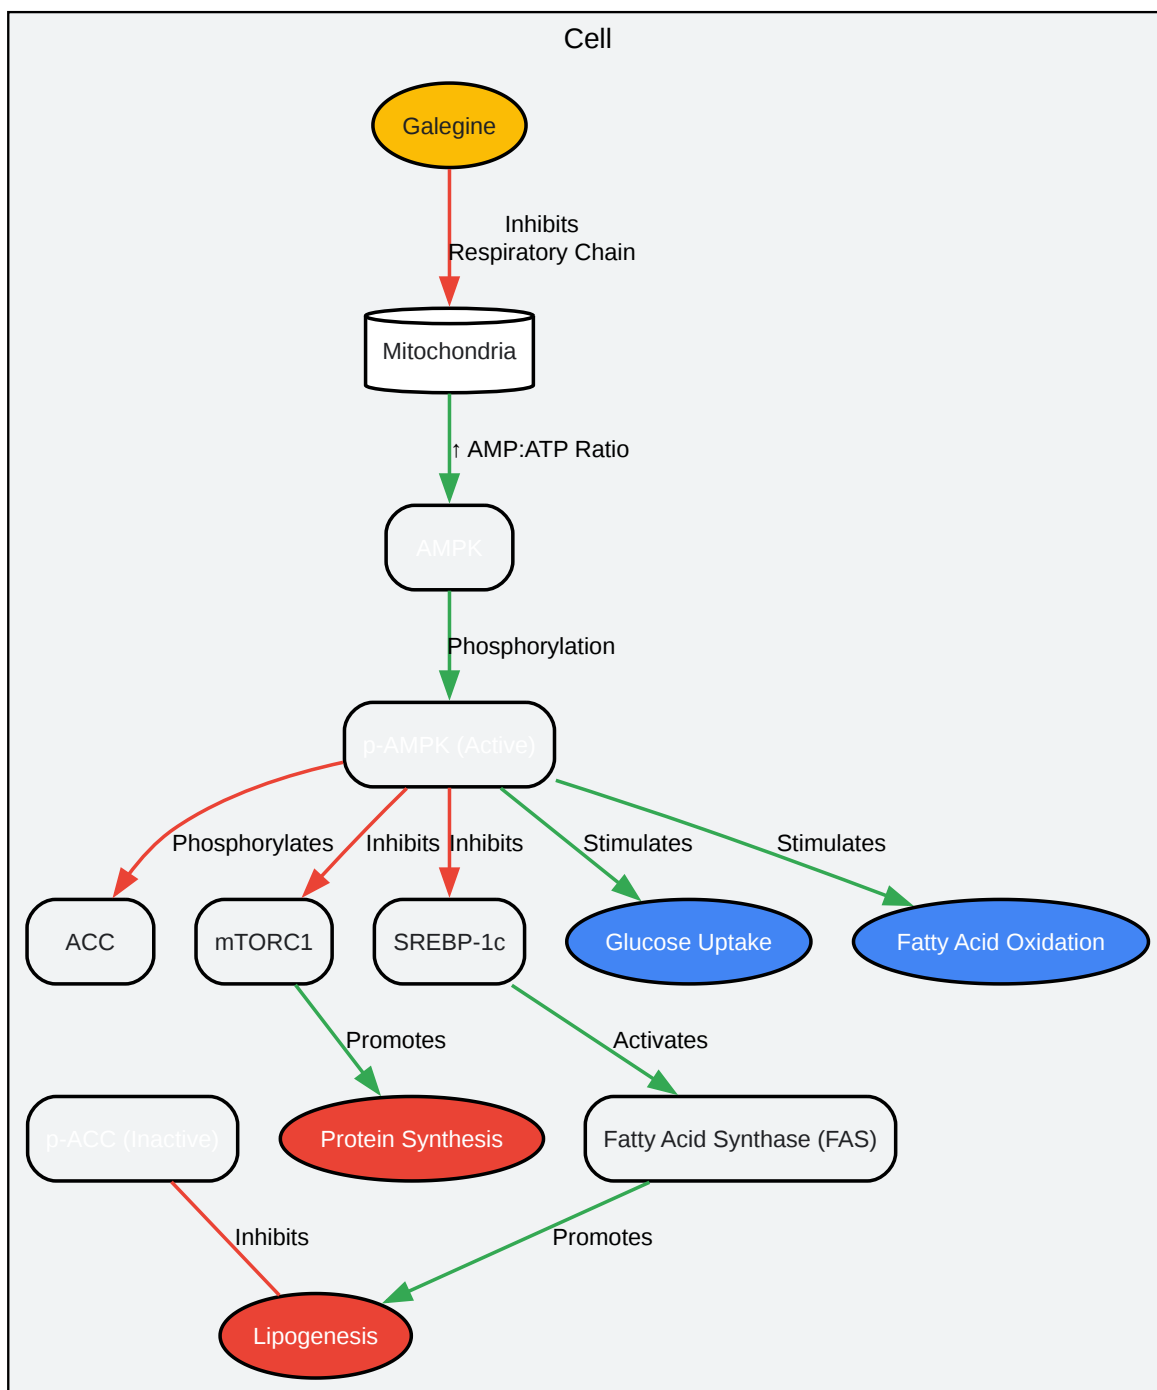 Cell
Galegine
Inhibits
Respiratory Chain
Mitochondria
↑ AMP:ATP Ratio
AMPK
Phosphorylation
p-AMPK (Active)
Phosphorylates
Inhibits
Inhibits
Stimulates
Stimulates
ACC
mTORC1
SREBP-1c
Glucose Uptake
Fatty Acid Oxidation
Promotes
Activates
p-ACC (Inactive)
Protein Synthesis
Fatty Acid Synthase (FAS)
Inhibits
Promotes
Lipogenesis